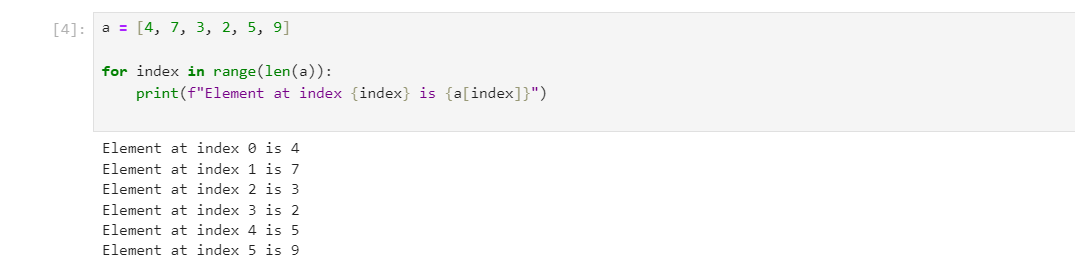 [4]: a = [4, 7, 3, 2, 5, 9]
for index in range(len(a)):
    print(f"Element at index {index} is {a[index]}")
Element at index 0 is 4
Element at index 1 is 7
Element at index 2 is 3
Element at index 3 is 2
Element at index 4 is 5
Element at index 5 is 9